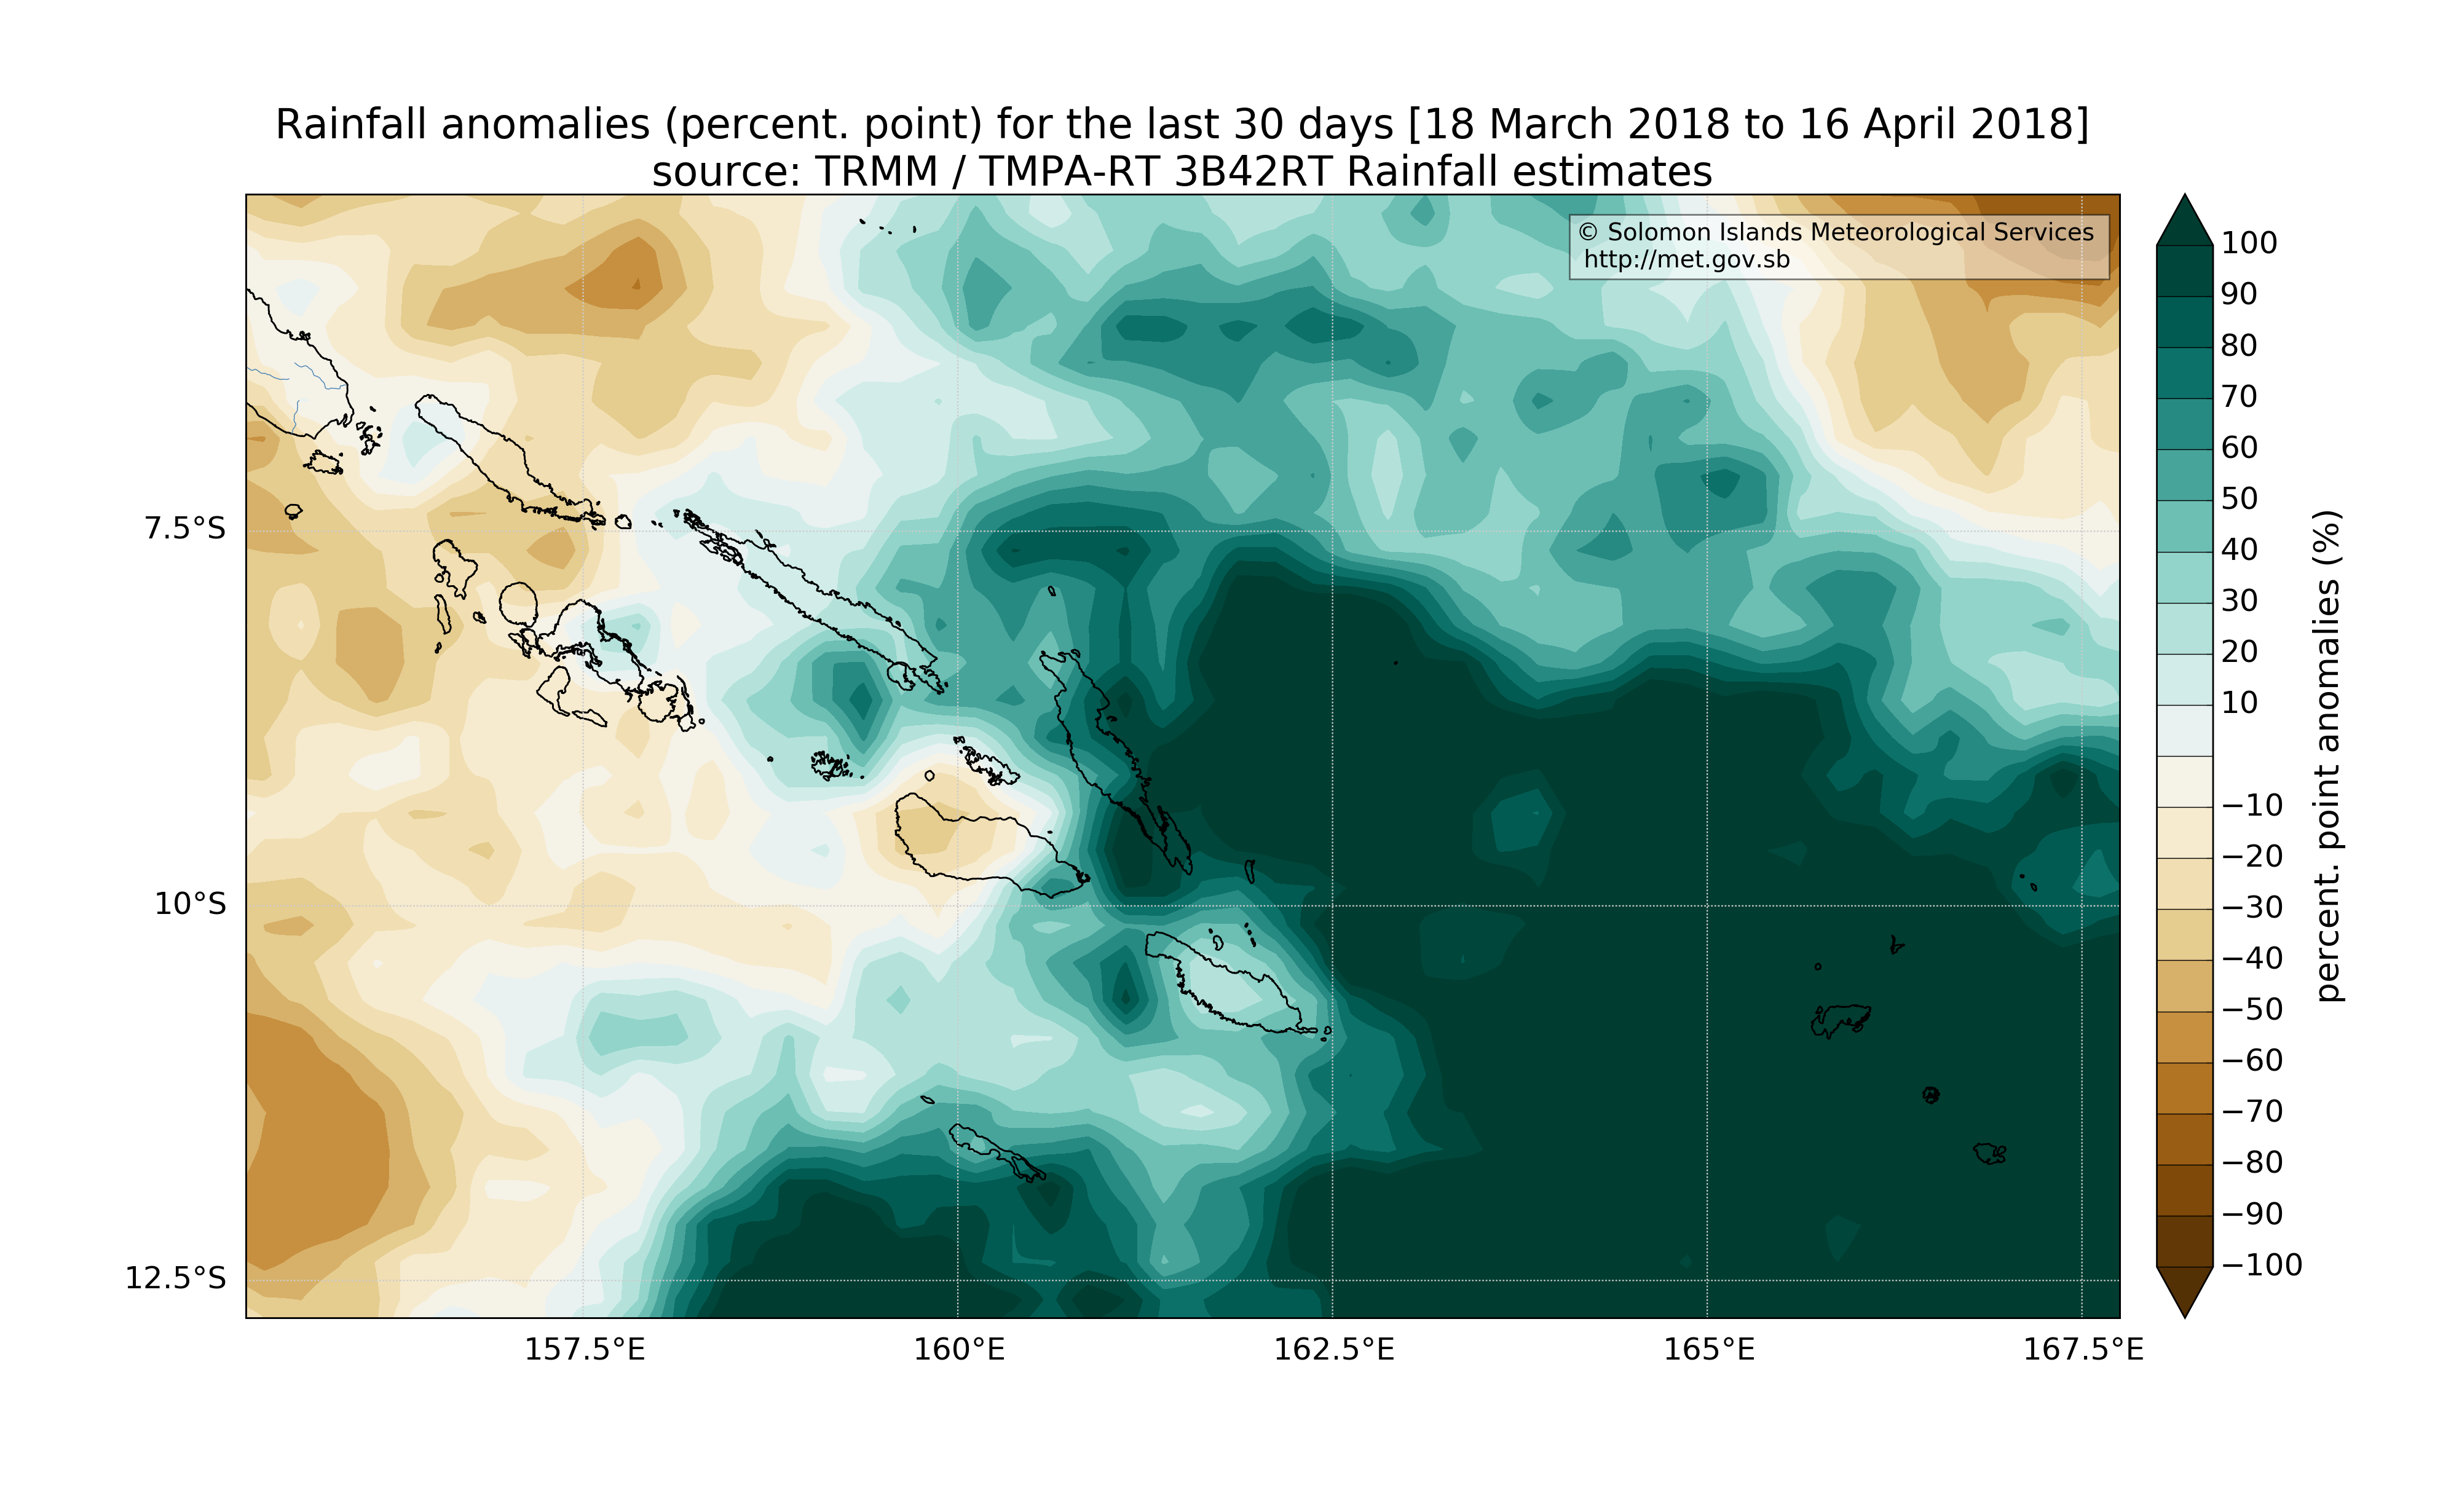 Rainfall anomalies (percent. point) for the last 30 days [18 March 2018 to 16 April 2018]
source: TRMM / TMPA-RT 3B42RT Rainfall estimates
© Solomon Islands Meteorological Services
http://met.gov.sb
7.5°S
10°S
12.5°S
157.5°E
160°E
162.5°E
165°E
167.5°E
100
90
80
70
60
50
40
30
20
10
−10
−20
−30
−40
−50
−60
−70
−80
−90
−100
percent. point anomalies (%)